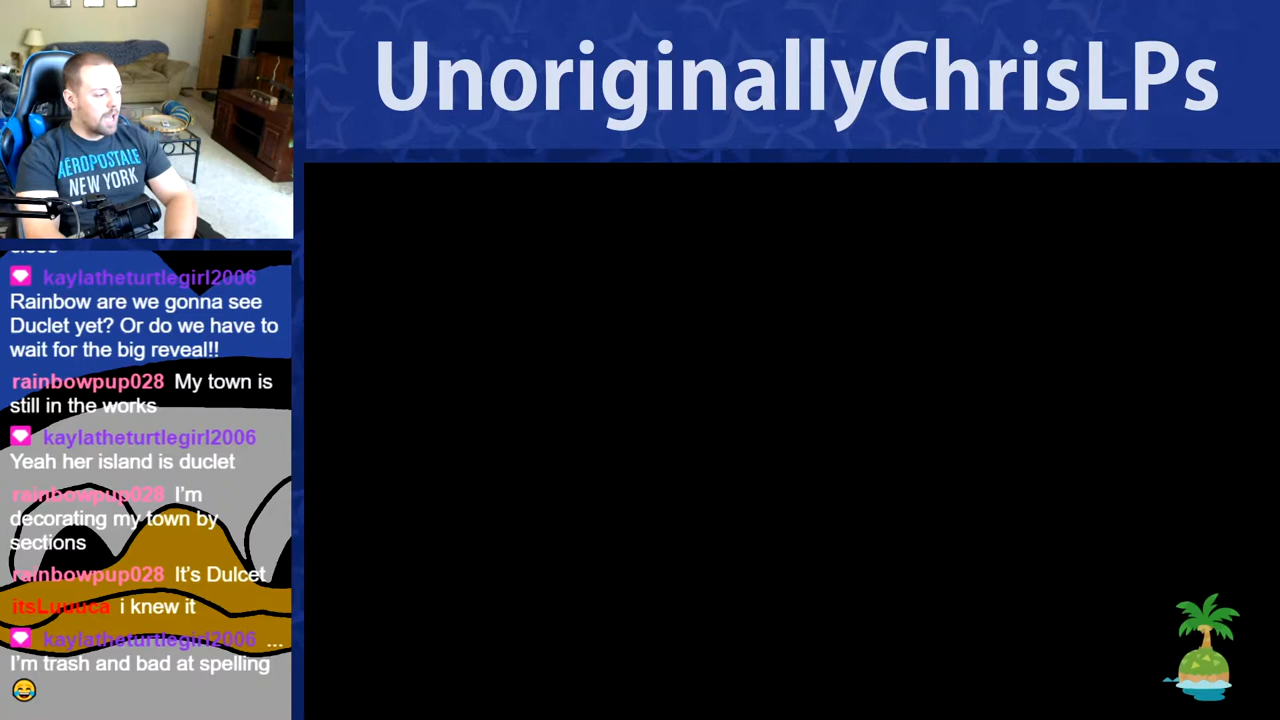 UnoriginallyChrisLPs
AÉROPOSTALE
NEW YORK
kaylatheturtlegirl2006
Rainbow are we gonna see
Duclet yet? Or do we have to
wait for the big reveal!!
rainbowpup028 My town is
still in the works
kaylatheturtlegirl2006
Yeah her island is duclet
rainbowpup028 I'm
decorating my town by
sections
rainbowpup028 It's Dulcet
itsLuuuca i knew it
kaylatheturtlegirl2006 ...
I'm trash and bad at spelling
😂